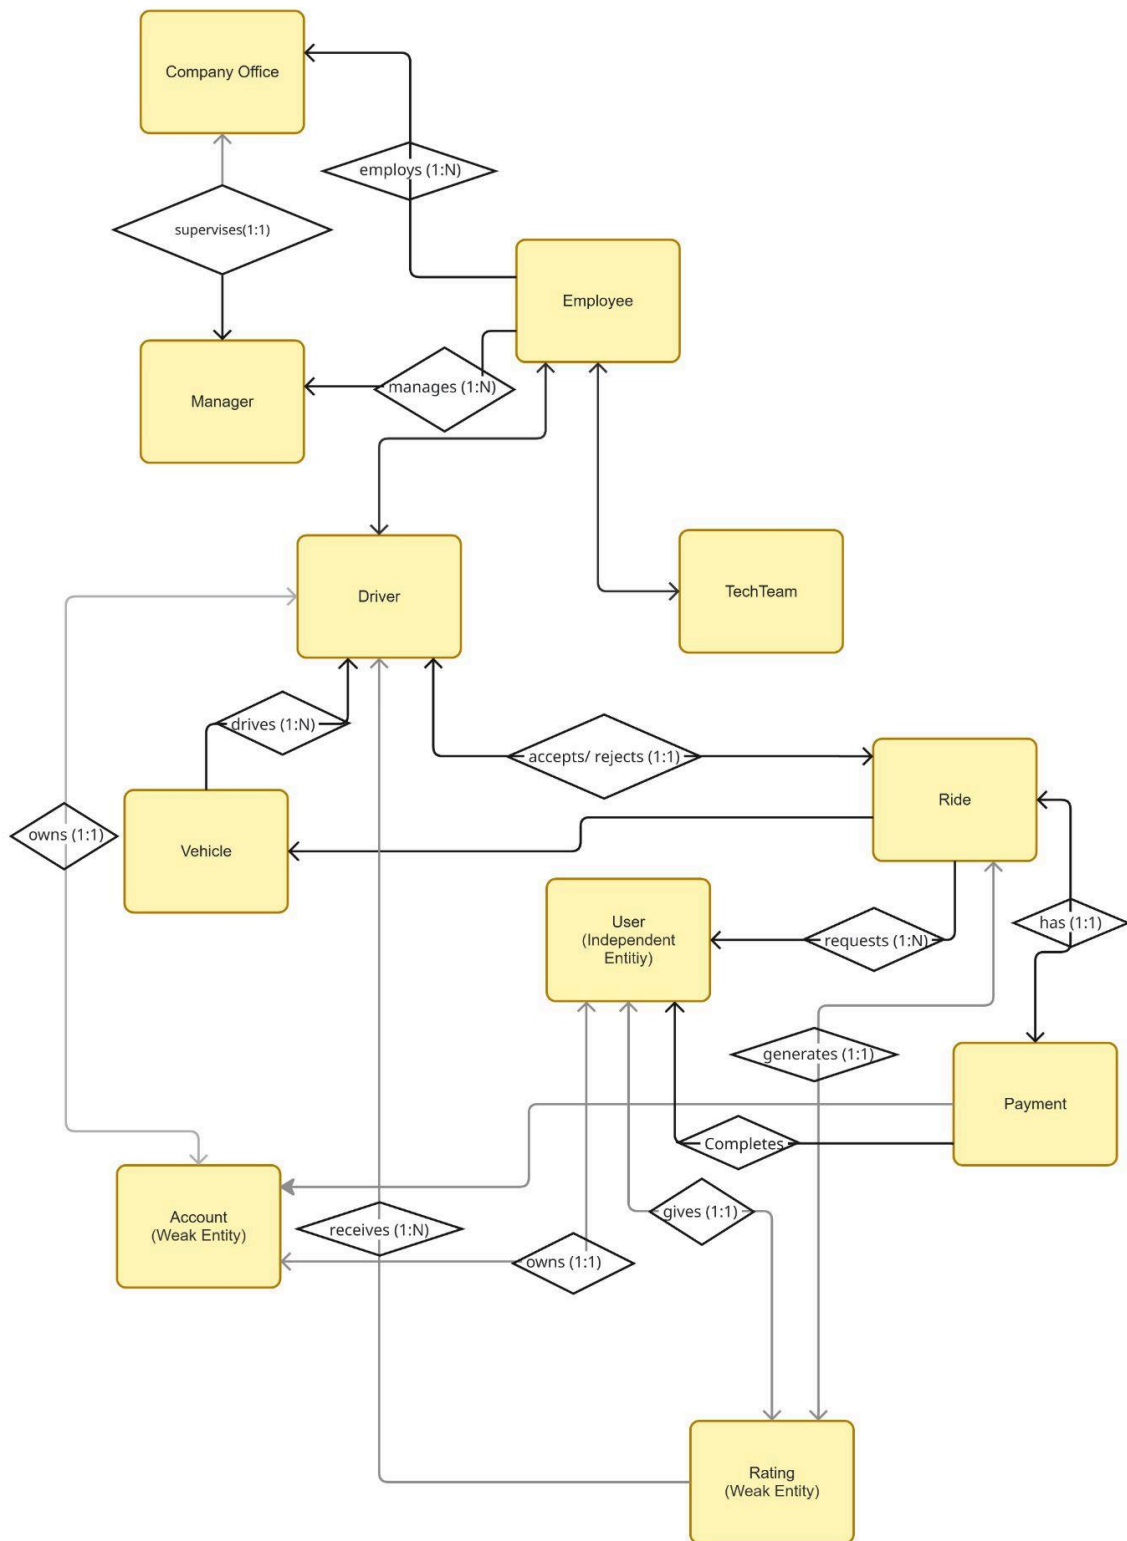 Company Office
employs (1:N)
supervises(1:1)
Employee
manages (1:N)
Manager
Driver
TechTeam
drives (1:N)
accepts/ rejects (1:1)
Ride
owns (1:1)
Vehicle
User
(Independent
Entitiy)
requests (1:N)
has (1:1)
generates (1:1)
Payment
Completes
Account
(Weak Entity)
receives (1:N)
gives (1:1)
owns (1:1)
Rating
(Weak Entity)